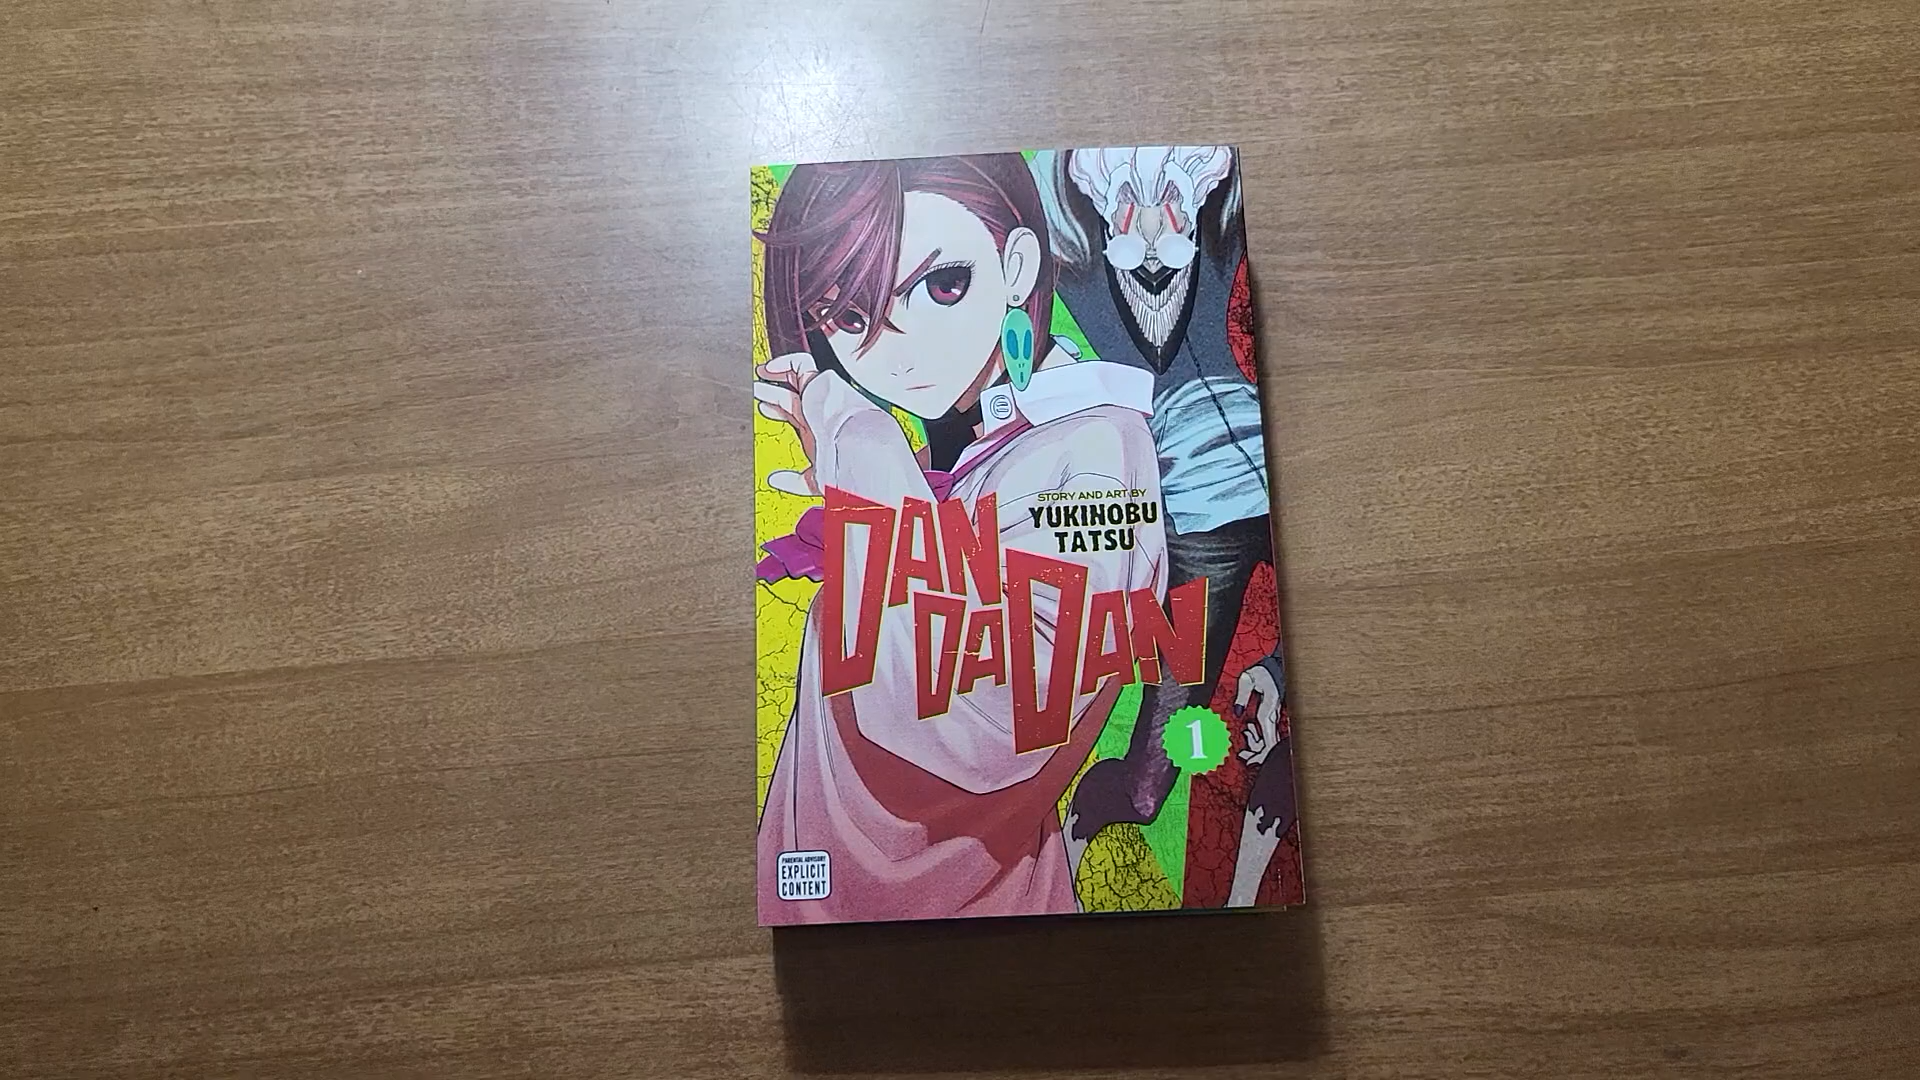 STORY AND ART BY
YUKINOBU
TATSU
DAN
DA
DAN
1
PARENTAL ADVISORY
EXPLICIT
CONTENT